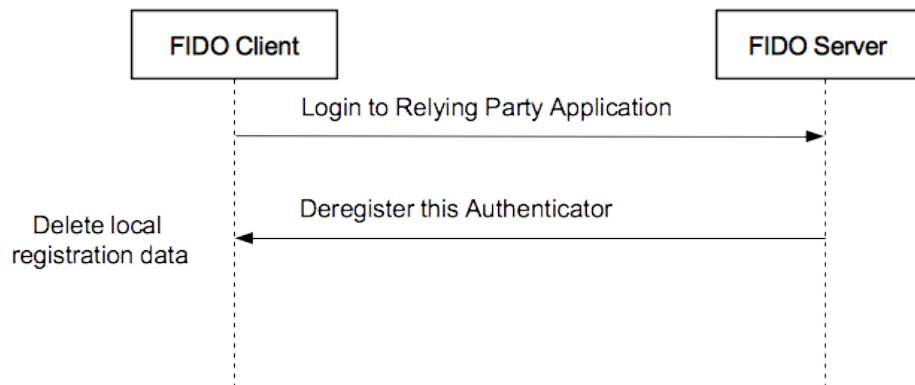 FIDO Client
FIDO Server
Login to Relying Party Application
Deregister this Authenticator
Delete local
registration data